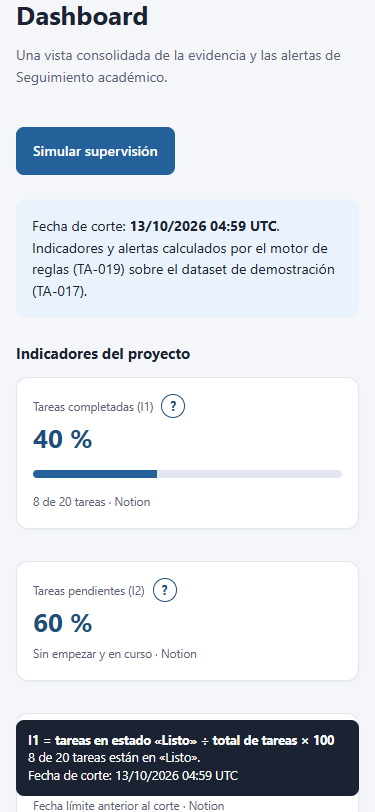 Dashboard
Una vista consolidada de la evidencia y las alertas de
Seguimiento académico.
Simular supervisión
Fecha de corte: 13/10/2026 04:59 UTC.
Indicadores y alertas calculados por el motor de
reglas (TA-019) sobre el dataset de demostración
(TA-017).
Indicadores del proyecto
Tareas completadas (I1) ?
40 %
8 de 20 tareas · Notion
Tareas pendientes (I2) ?
60 %
Sin empezar y en curso · Notion
I1 = tareas en estado «Listo» ÷ total de tareas × 100
8 de 20 tareas están en «Listo».
Fecha de corte: 13/10/2026 04:59 UTC
Fecha límite anterior al corte · Notion